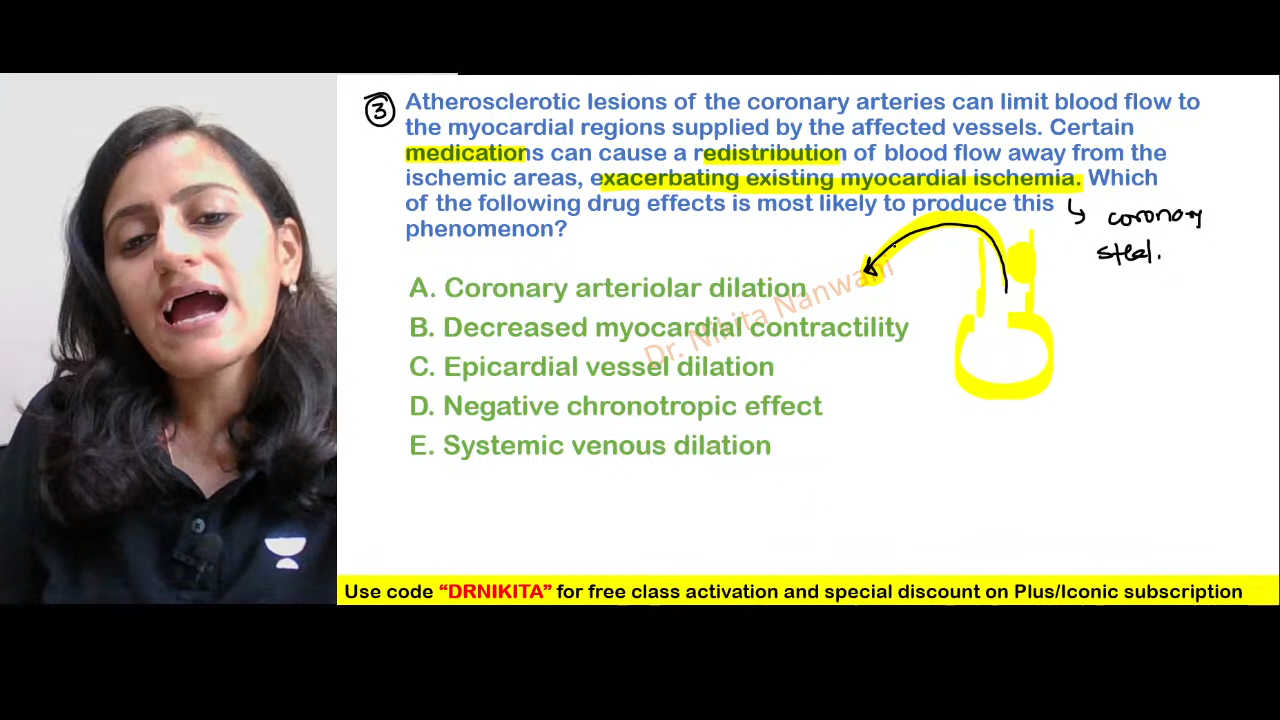 3
Atherosclerotic lesions of the coronary arteries can limit blood flow to
the myocardial regions supplied by the affected vessels. Certain
medications can cause a redistribution of blood flow away from the
ischemic areas, exacerbating existing myocardial ischemia. Which
of the following drug effects is most likely to produce this
phenomenon?
coronary
steel.
A. Coronary arteriolar dilation
B. Decreased myocardial contractility
C. Epicardial vessel dilation
D. Negative chronotropic effect
E. Systemic venous dilation
Dr. Nikita Nanwani
Use code “DRNIKITA” for free class activation and special discount on Plus/Iconic subscription